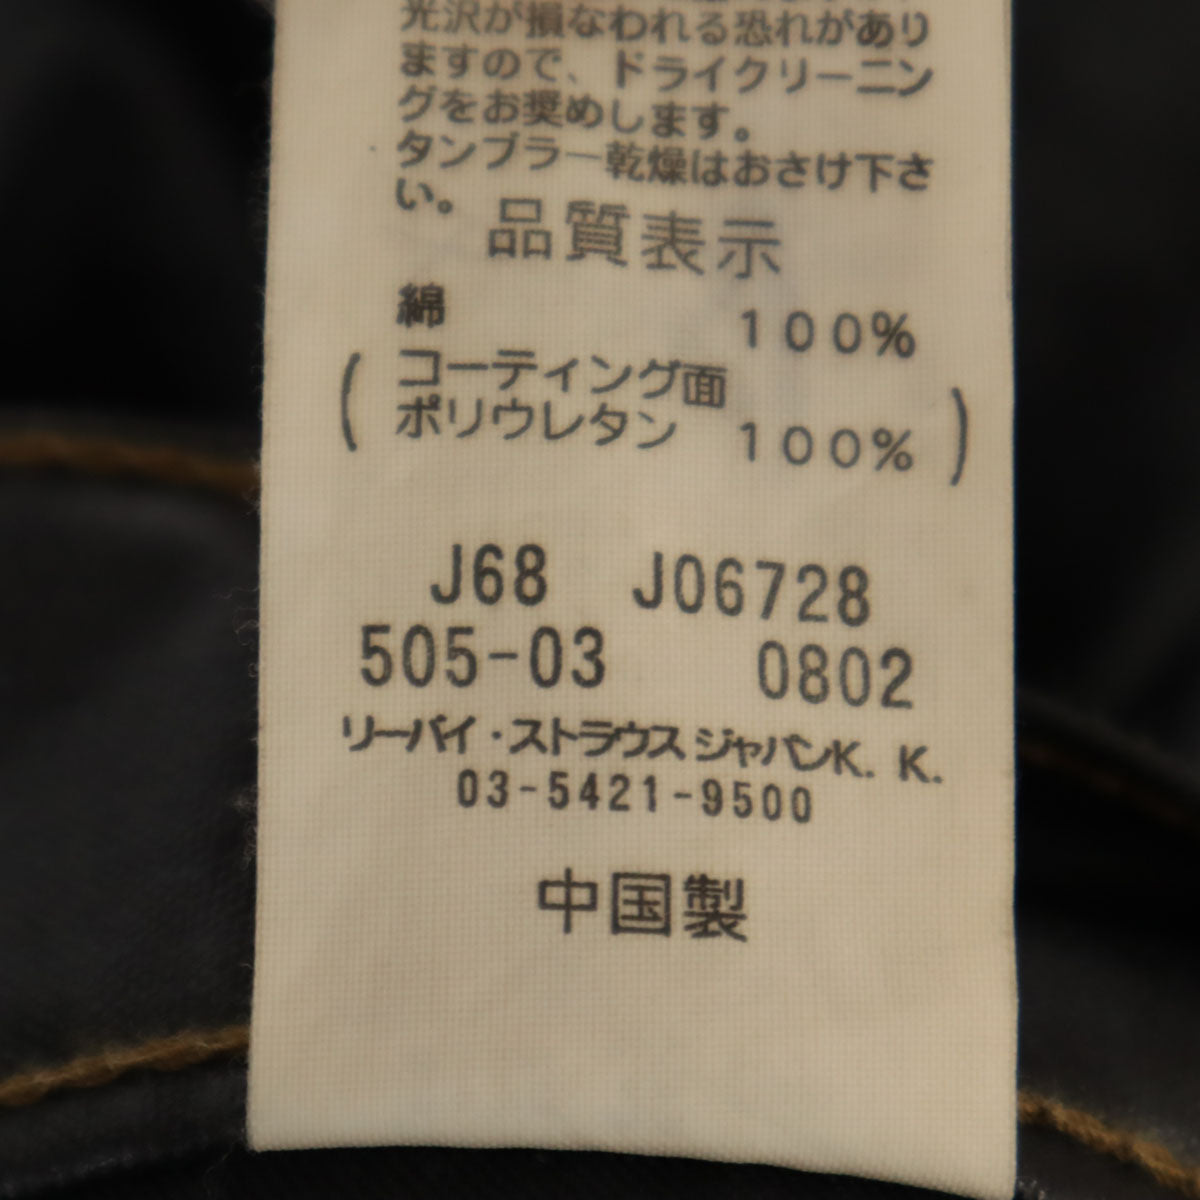 光沢が損なわれる恐れがあり
ますので、ドライクリーニン
グをお奨めします。
タンブラー乾燥はおさけ下さ
い。
品質表示
綿 100%
(コーティング面
ポリウレタン 100%)
J68 J06728
505-03 0802
リーバイ・ストラウス ジャパンK. K.
03-5421-9500
中国製